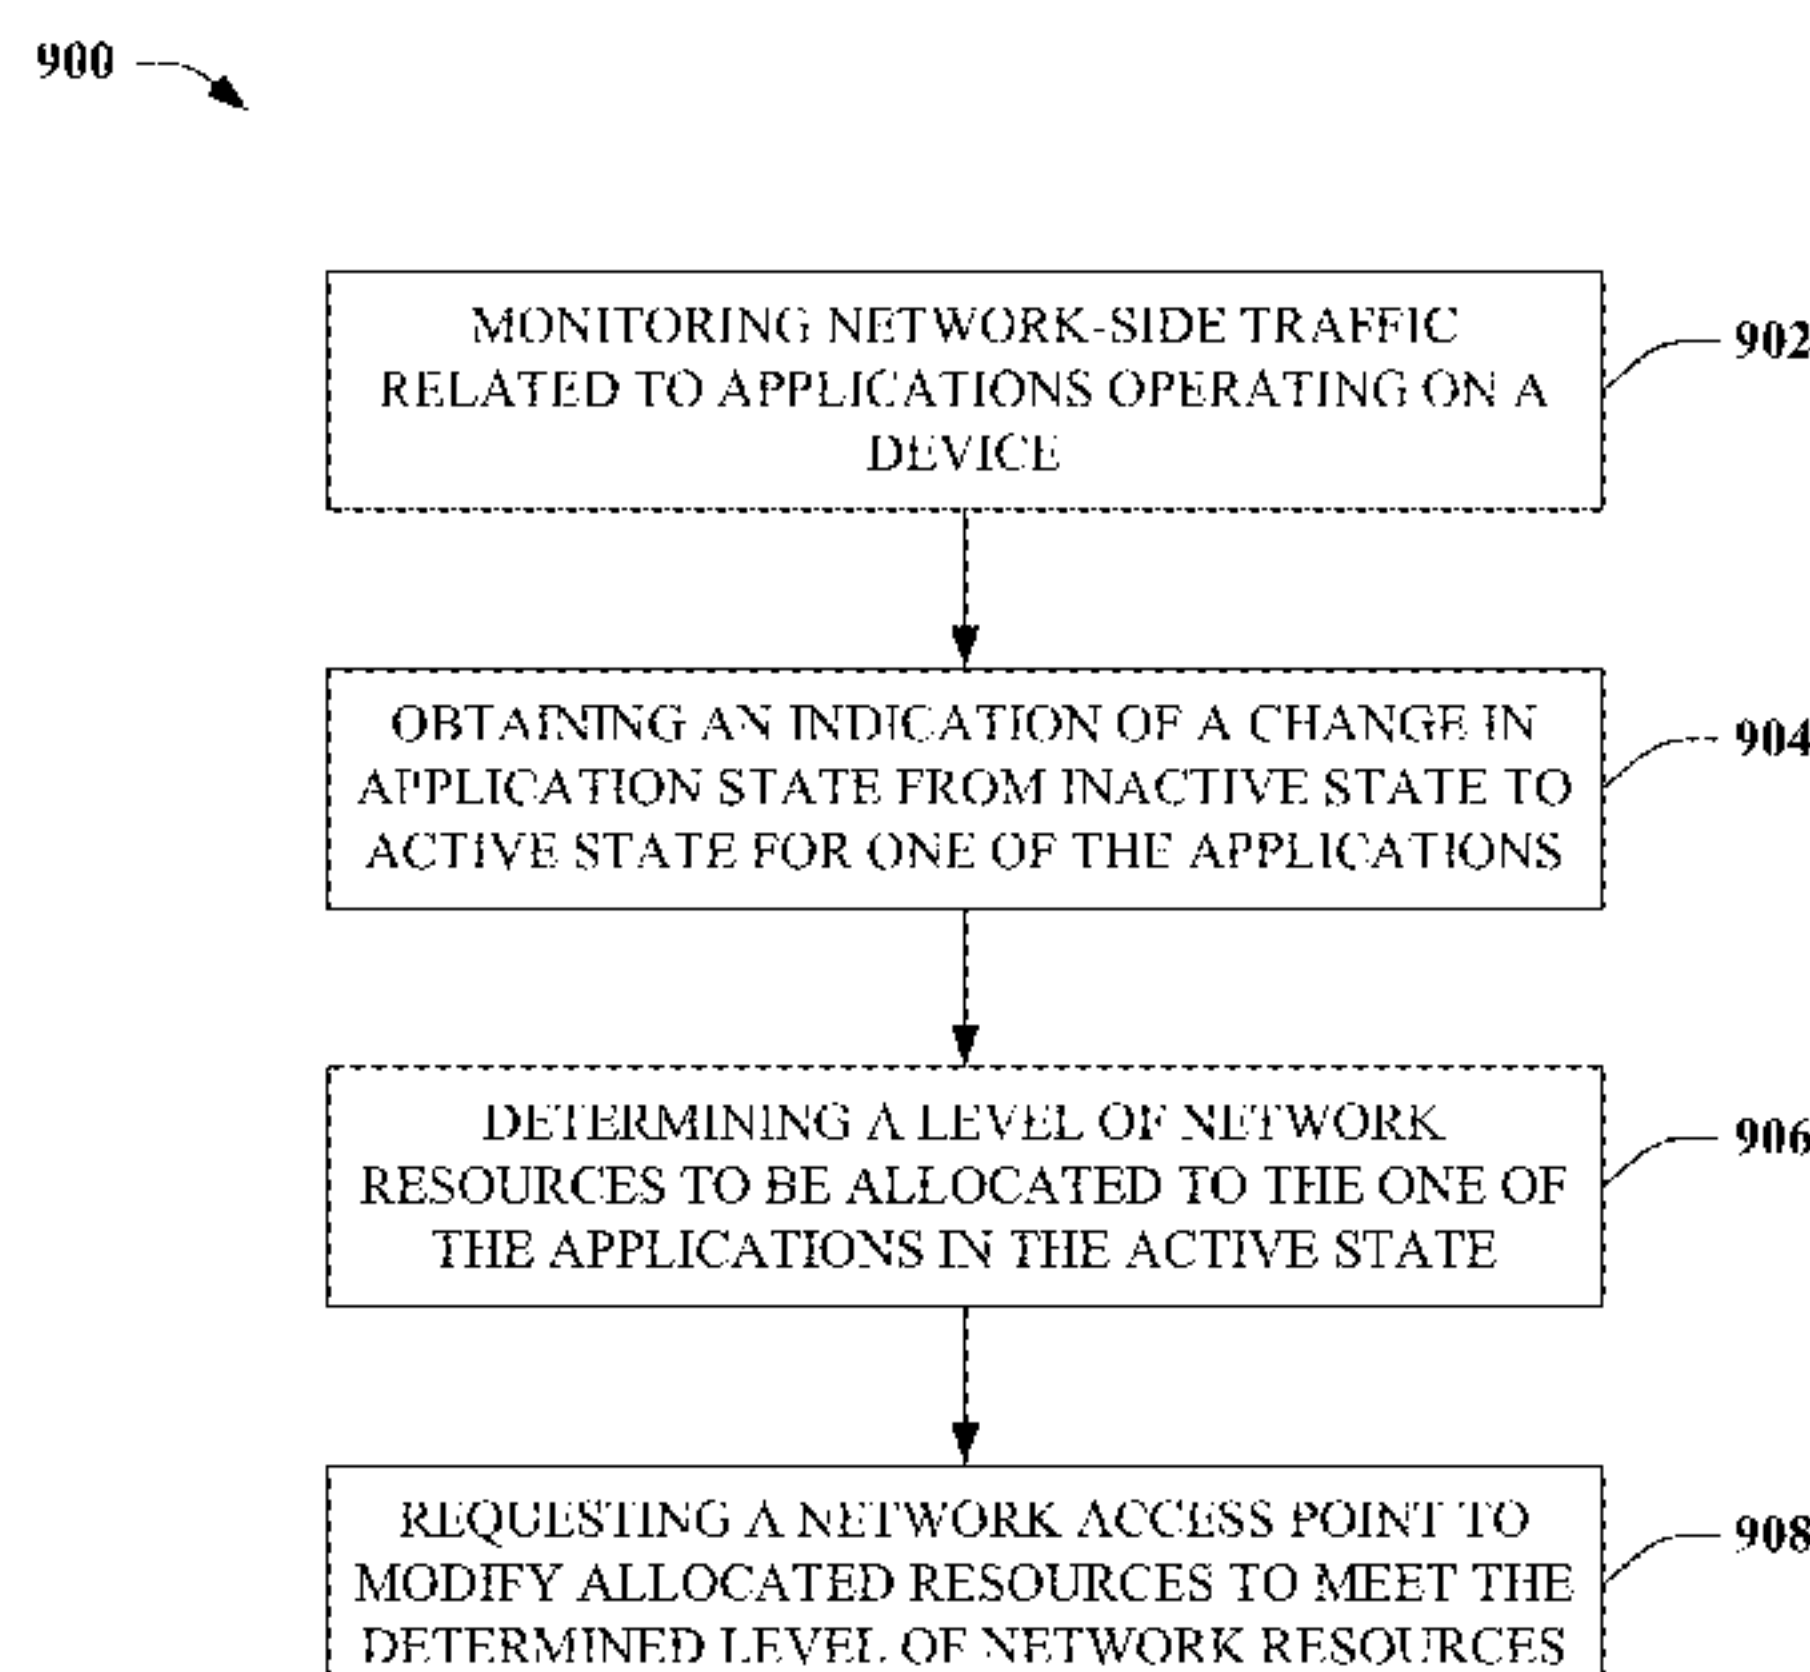 900
MONITORING NETWORK-SIDE TRAFFIC
902
RELATED TO APPLICATIONS OPERATING ON A
DEVICE
OBTAINING AN INDICATION OF A CHANGE IN
904
APPLICATION STATE FROM INACTIVE STATE TO
ACTIVE STATE FOR ONE OF THE APPLICATIONS
DETERMINING A LEVEL OF NETWORK
906
RESOURCES TO BE ALLOCATED TO THE ONE OF
THE APPLICATIONS IN THE ACTIVE STATE
REQUESTING A NETWORK ACCESS POINT TO
908
MODIFY ALLOCATED RESOURCES TO MEET THE
DETERMINED LEVEL OF NETWORK RESOURCES